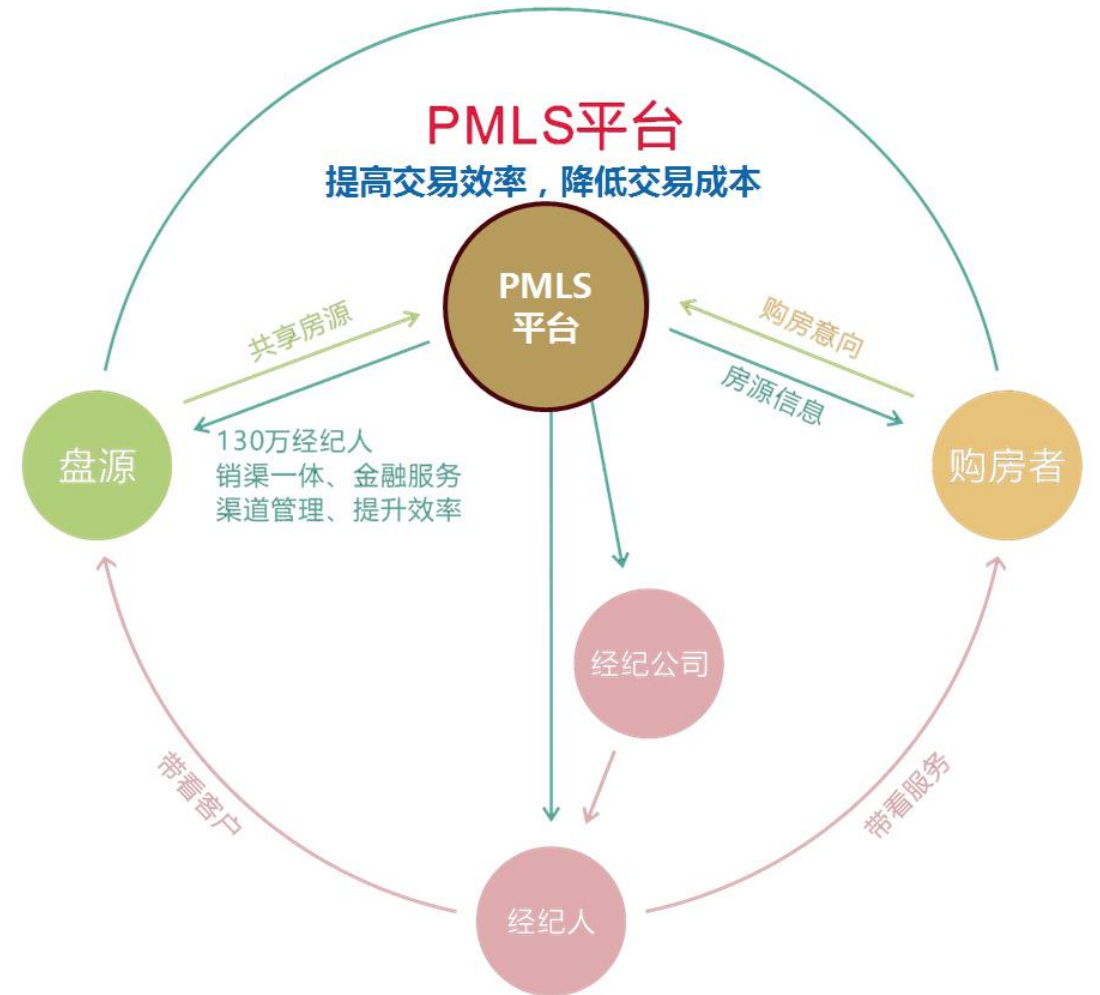 PMLS平台
提高交易效率，降低交易成本
PMLS
平台
共享房源
购房意向
房源信息
130万经纪人
销渠一体、金融服务
渠道管理、提升效率
盘源
购房者
经纪公司
带看客户
带看服务
经纪人